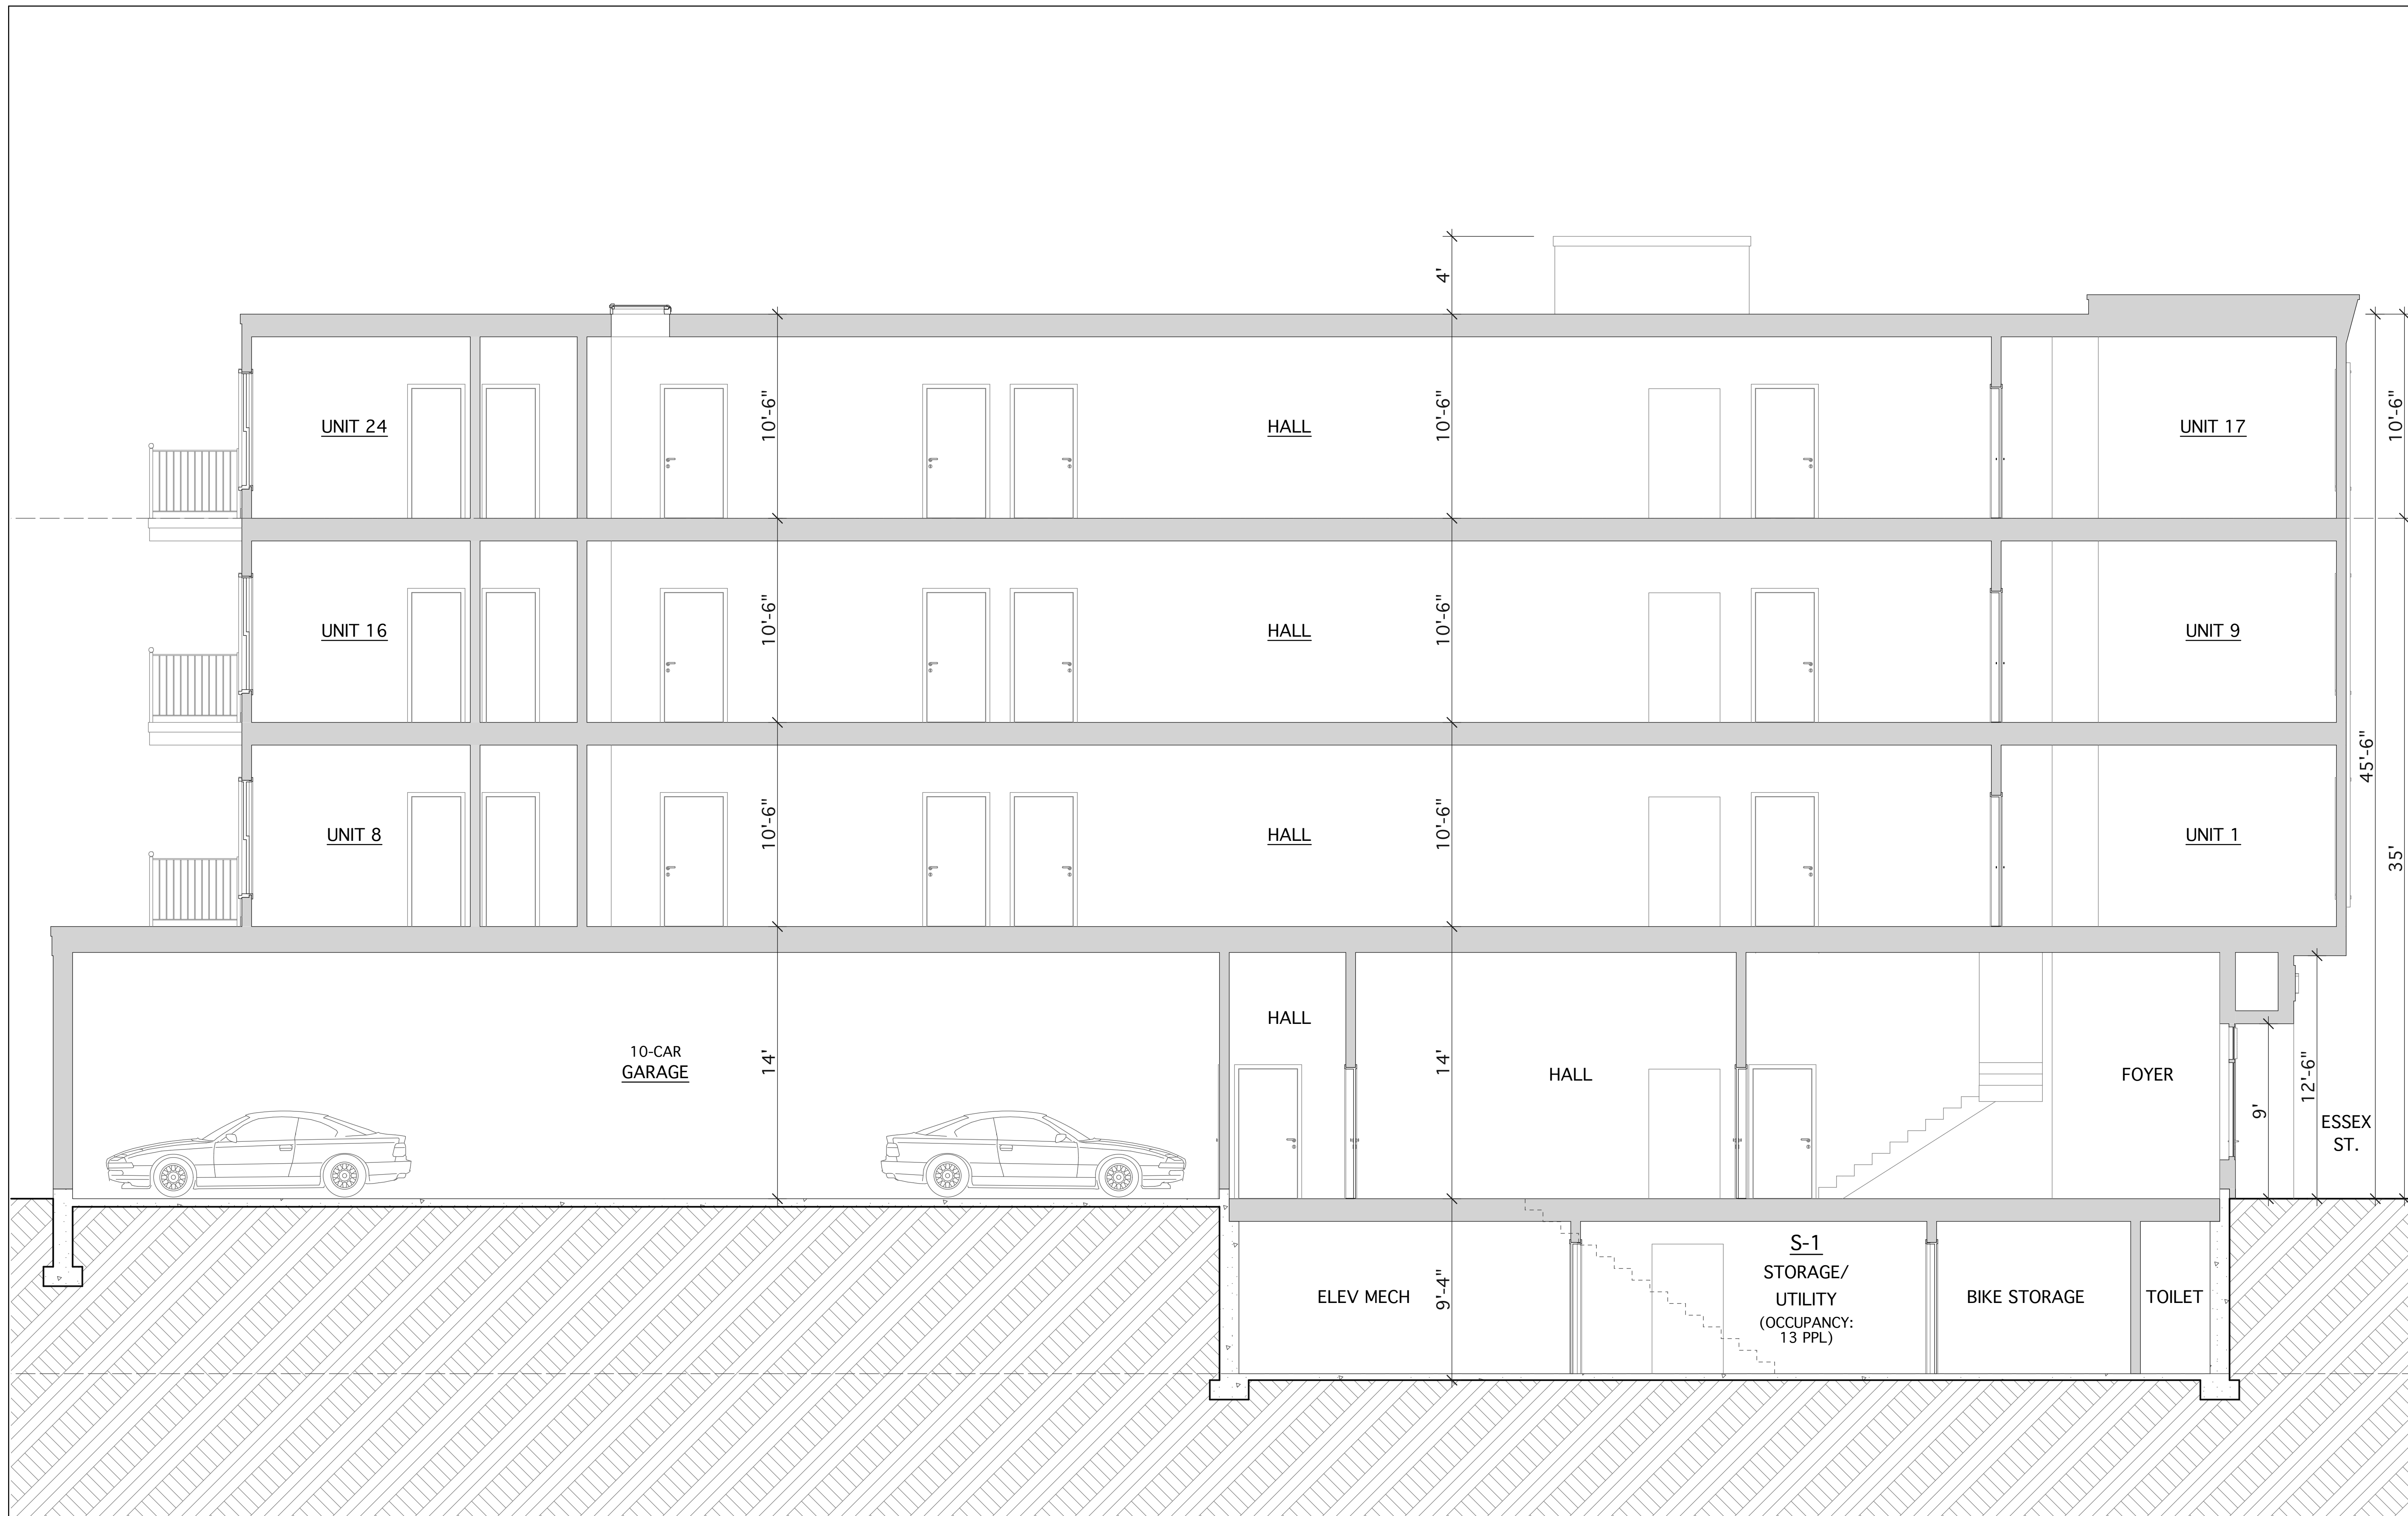 4'
UNIT 24
10'-6"
HALL
10'-6"
UNIT 17
10'-6"
UNIT 16
10'-6"
HALL
10'-6"
UNIT 9
45'-6"
UNIT 8
10'-6"
HALL
10'-6"
UNIT 1
35'
10-CAR
GARAGE
14'
HALL
14'
HALL
FOYER
9'
12'-6"
ESSEX
ST.
ELEV MECH
9'-4"
S-1
STORAGE/
UTILITY
(OCCUPANCY:
13 PPL)
BIKE STORAGE
TOILET